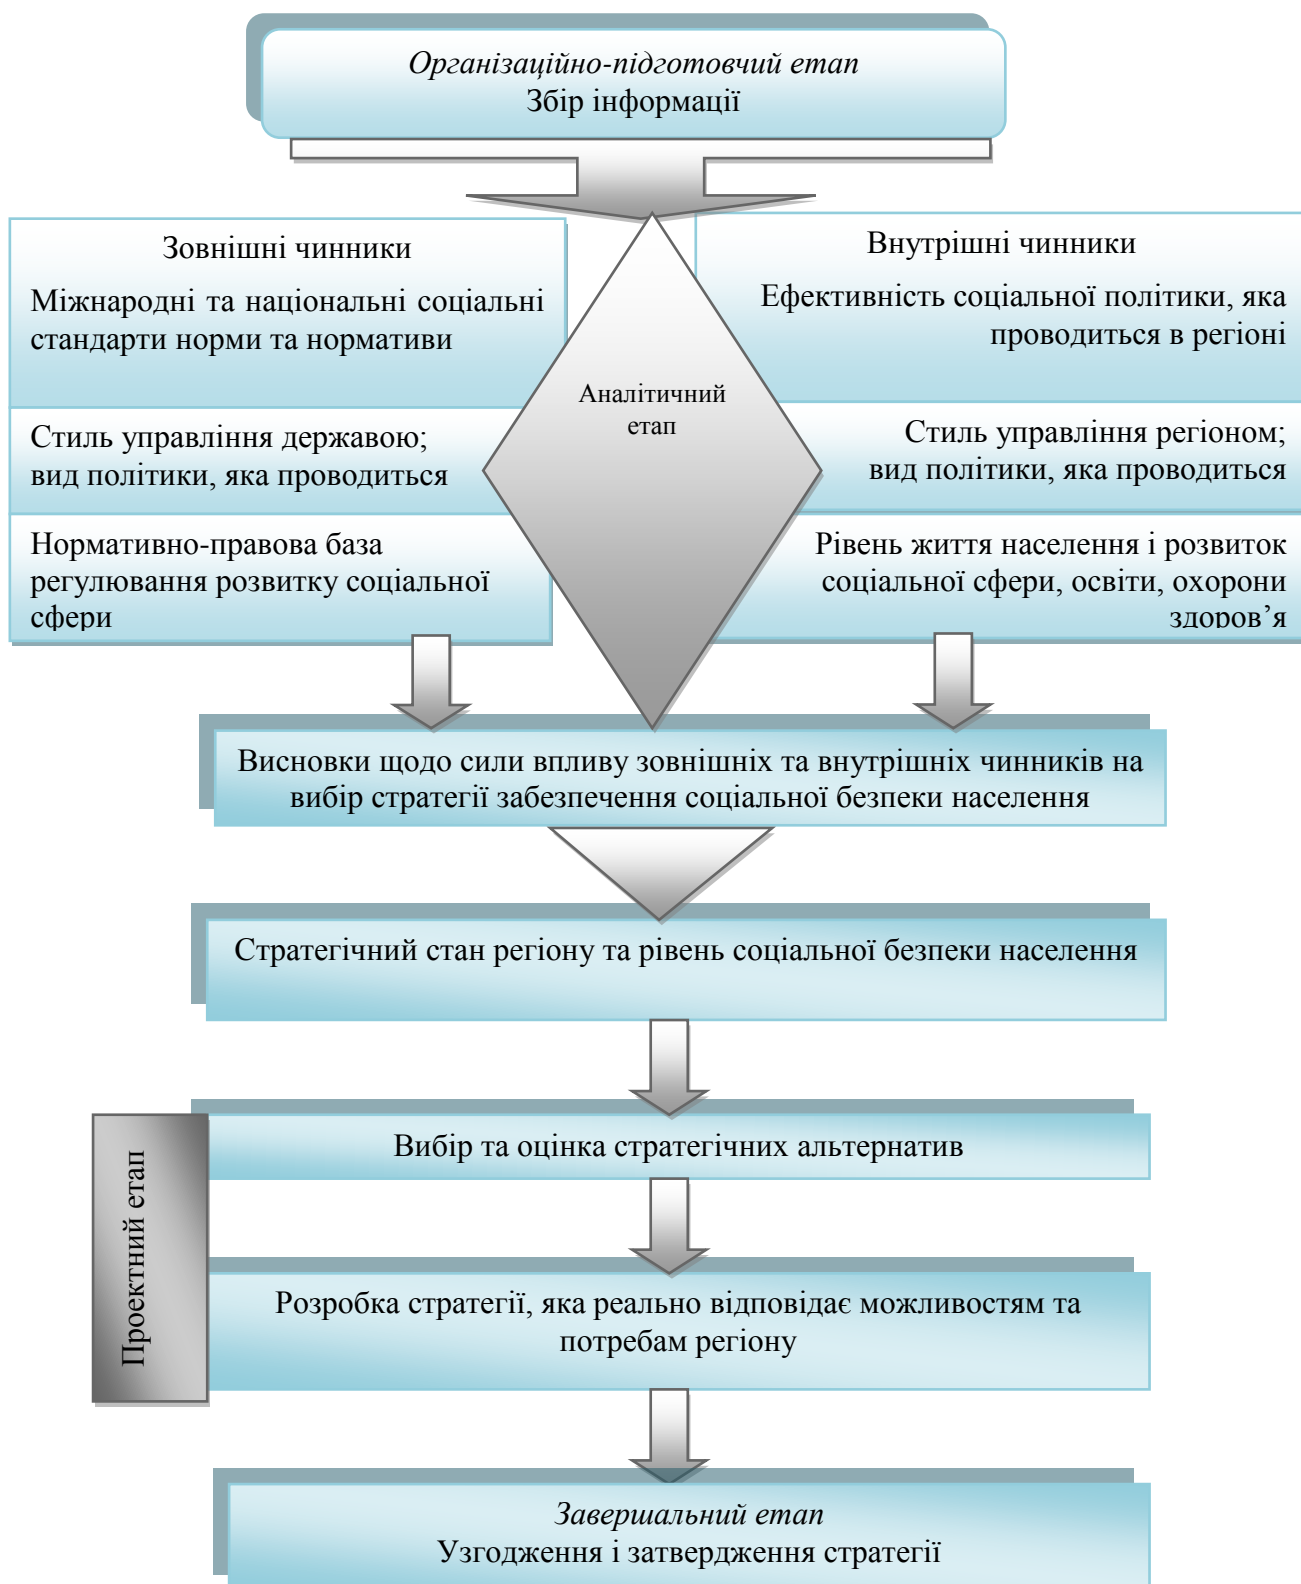 Організаційно-підготовчий етап
Збір інформації
Зовнішні чинники
Міжнародні та національні соціальні
стандарти норми та нормативи
Стиль управління державою;
вид політики, яка проводиться
Нормативно-правова база
регулювання розвитку соціальної
сфери
Аналітичний
етап
Внутрішні чинники
Ефективність соціальної політики, яка
проводиться в регіоні
Стиль управління регіоном;
вид політики, яка проводиться
Рівень життя населення і розвиток
соціальної сфери, освіти, охорони
здоров’я
Висновки щодо сили впливу зовнішніх та внутрішніх чинників на
вибір стратегії забезпечення соціальної безпеки населення
Стратегічний стан регіону та рівень соціальної безпеки населення
Проектний етап
Вибір та оцінка стратегічних альтернатив
Розробка стратегії, яка реально відповідає можливостям та
потребам регіону
Завершальний етап
Узгодження і затвердження стратегії